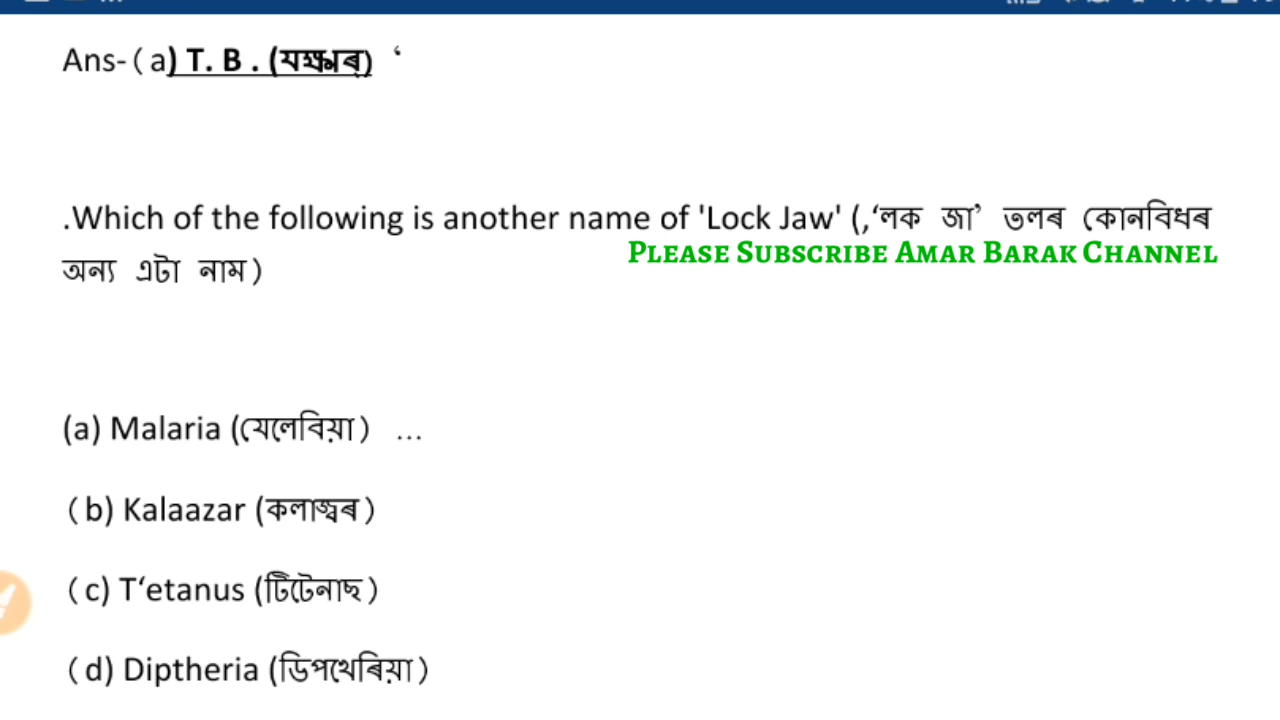 Ans- ( a) T. B . (যক্ষাৰ্) ‘
.Which of the following is another name of 'Lock Jaw' (,‘লক জা’ তলৰ কোনবিধৰ
PLEASE SUBSCRIBE AMAR BARAK CHANNEL
অন্য এটা নাম )
(a) Malaria (যেলেবিয়া ) ...
( b) Kalaazar (কলাজ্বৰ )
( c) T‘etanus (টিটেনাছ )
( d) Diptheria (ডিপথেৰিয়া )